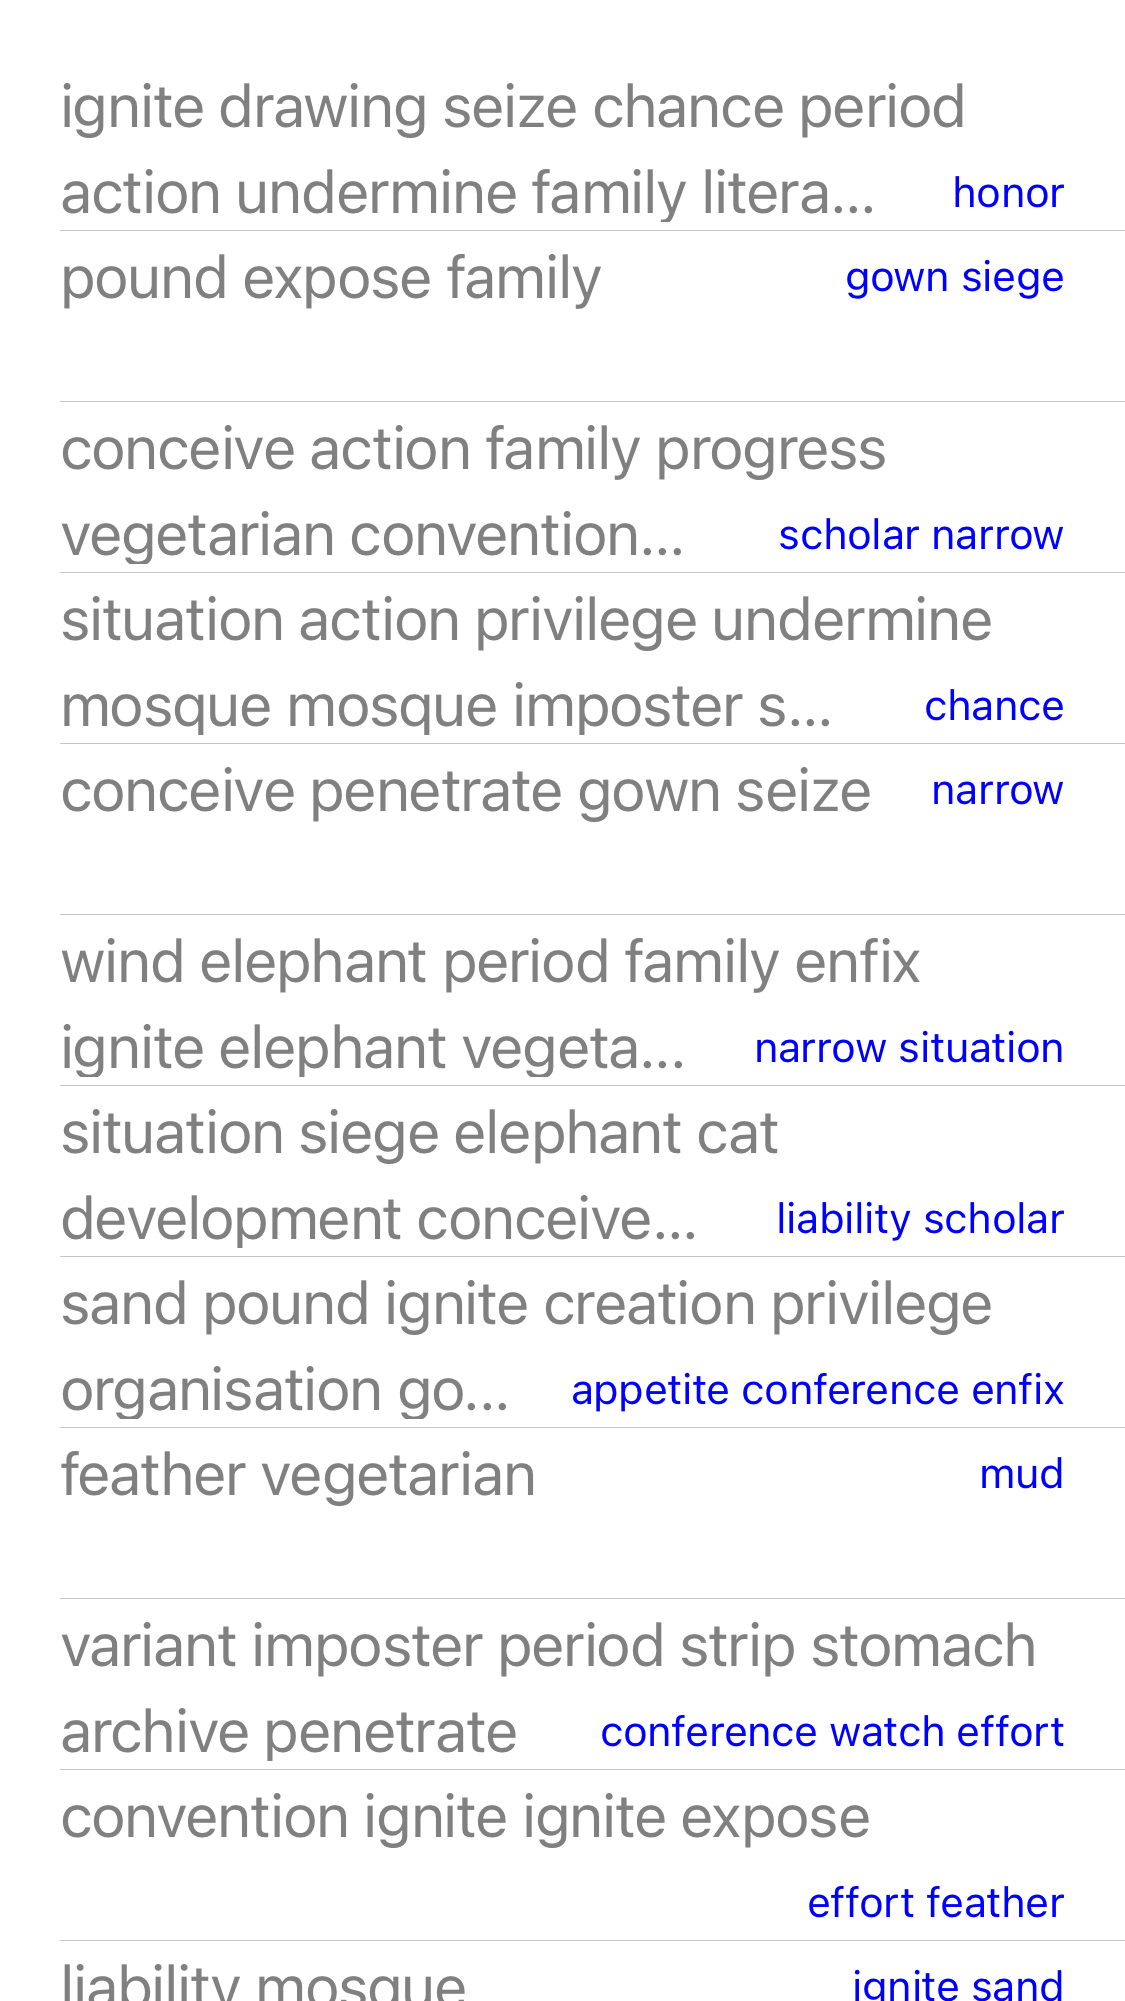 ignite drawing seize chance period
action undermine family litera... honor
pound expose family gown siege
conceive action family progress
vegetarian convention... scholar narrow
situation action privilege undermine
mosque mosque imposter s... chance
conceive penetrate gown seize narrow
wind elephant period family enfix
ignite elephant vegeta... narrow situation
situation siege elephant cat
development conceive... liability scholar
sand pound ignite creation privilege
organisation go... appetite conference enfix
feather vegetarian mud
variant imposter period strip stomach
archive penetrate conference watch effort
convention ignite ignite expose
effort feather
liability mosque ignite sand